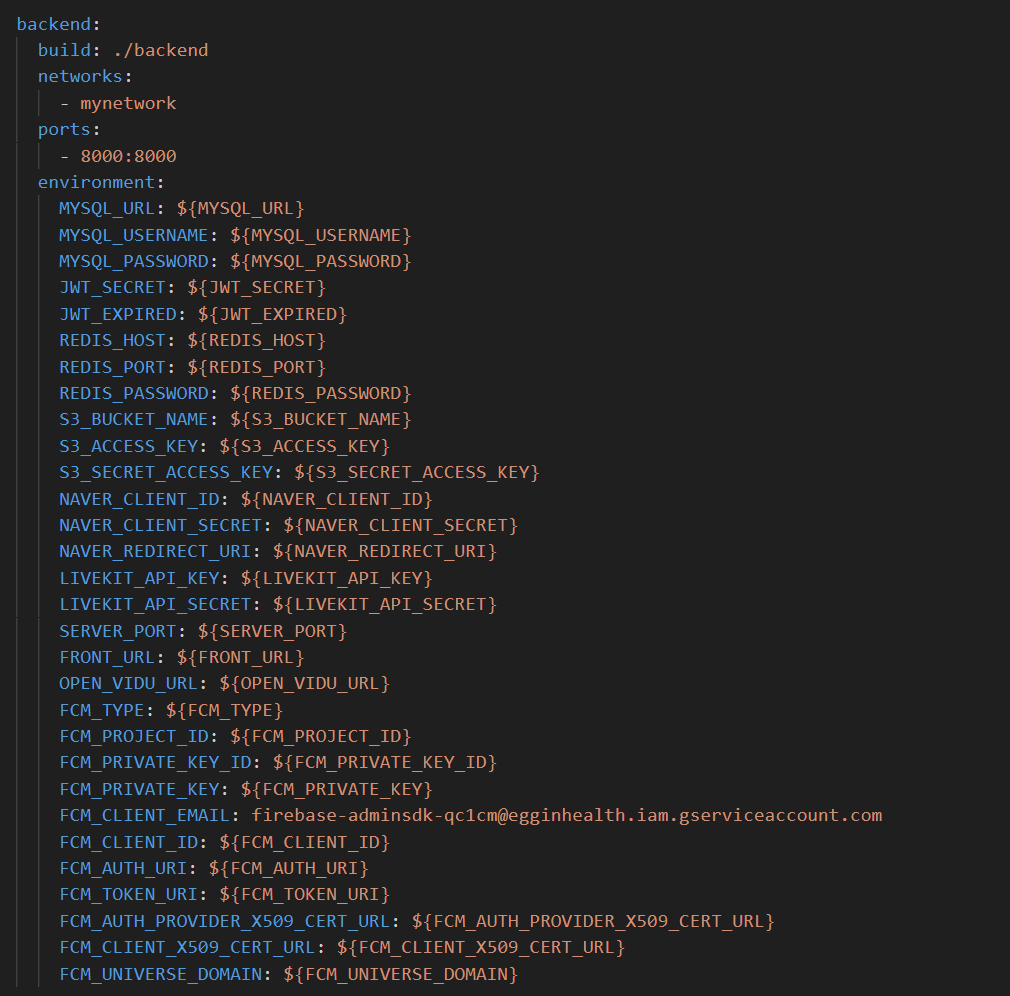 backend:
build: ./backend
networks:
- mynetwork
ports:
- 8000:8000
environment:
MYSQL_URL: ${MYSQL_URL}
MYSQL_USERNAME: ${MYSQL_USERNAME}
MYSQL_PASSWORD: ${MYSQL_PASSWORD}
JWT_SECRET: ${JWT_SECRET}
JWT_EXPIRED: ${JWT_EXPIRED}
REDIS_HOST: ${REDIS_HOST}
REDIS_PORT: ${REDIS_PORT}
REDIS_PASSWORD: ${REDIS_PASSWORD}
S3_BUCKET_NAME: ${S3_BUCKET_NAME}
S3_ACCESS_KEY: ${S3_ACCESS_KEY}
S3_SECRET_ACCESS_KEY: ${S3_SECRET_ACCESS_KEY}
NAVER_CLIENT_ID: ${NAVER_CLIENT_ID}
NAVER_CLIENT_SECRET: ${NAVER_CLIENT_SECRET}
NAVER_REDIRECT_URI: ${NAVER_REDIRECT_URI}
LIVEKIT_API_KEY: ${LIVEKIT_API_KEY}
LIVEKIT_API_SECRET: ${LIVEKIT_API_SECRET}
SERVER_PORT: ${SERVER_PORT}
FRONT_URL: ${FRONT_URL}
OPEN_VIDU_URL: ${OPEN_VIDU_URL}
FCM_TYPE: ${FCM_TYPE}
FCM_PROJECT_ID: ${FCM_PROJECT_ID}
FCM_PRIVATE_KEY_ID: ${FCM_PRIVATE_KEY_ID}
FCM_PRIVATE_KEY: ${FCM_PRIVATE_KEY}
FCM_CLIENT_EMAIL: firebase-adminsdk-qc1cm@egginhealth.iam.gserviceaccount.com
FCM_CLIENT_ID: ${FCM_CLIENT_ID}
FCM_AUTH_URI: ${FCM_AUTH_URI}
FCM_TOKEN_URI: ${FCM_TOKEN_URI}
FCM_AUTH_PROVIDER_X509_CERT_URL: ${FCM_AUTH_PROVIDER_X509_CERT_URL}
FCM_CLIENT_X509_CERT_URL: ${FCM_CLIENT_X509_CERT_URL}
FCM_UNIVERSE_DOMAIN: ${FCM_UNIVERSE_DOMAIN}